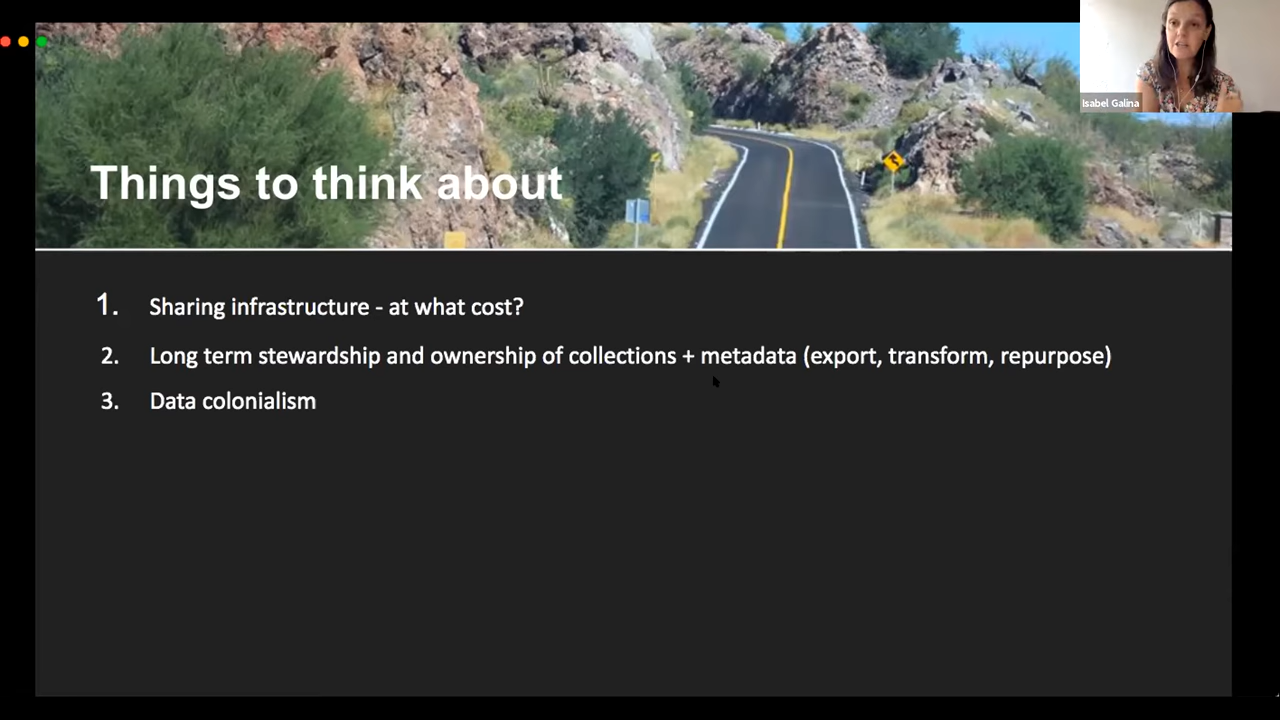 Isabel Galina
Things to think about
1. Sharing infrastructure - at what cost?
2. Long term stewardship and ownership of collections + metadata (export, transform, repurpose)
3. Data colonialism